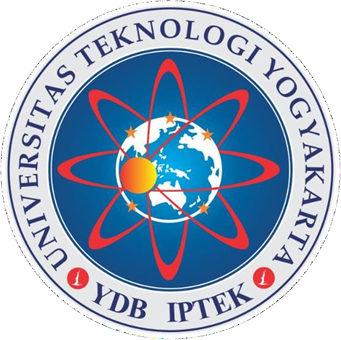 UNIVERSITAS TEKNOLOGI YOGYAKARTA
YDB IPTEK